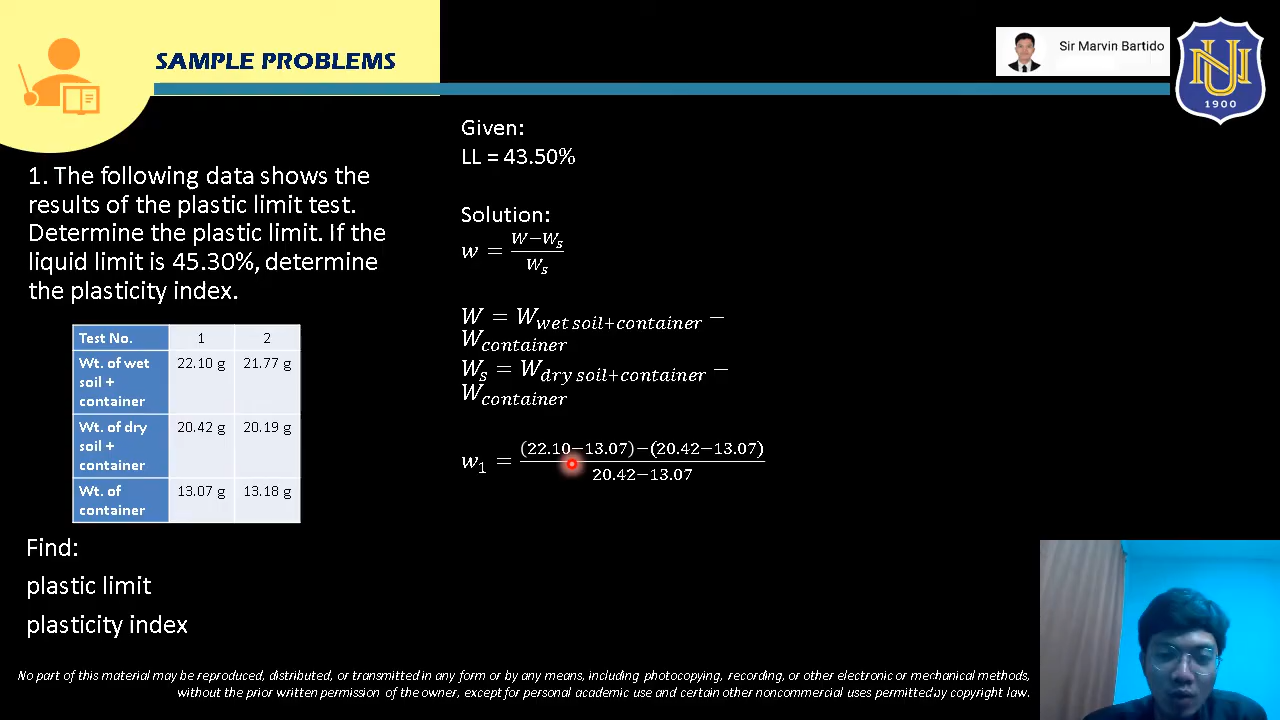 SAMPLE PROBLEMS
Sir Marvin Bartido
NU
1900
1. The following data shows the
results of the plastic limit test.
Determine the plastic limit. If the
liquid limit is 45.30%, determine
the plasticity index.
Test No. 1 2
Wt. of wet soil + container 22.10 g 21.77 g
Wt. of dry soil + container 20.42 g 20.19 g
Wt. of container 13.07 g 13.18 g
Find:
plastic limit
plasticity index
Given:
LL = 43.50%
Solution:
w = (W−Wₛ)/Wₛ
W = W_wet soil+container −
W_container
Wₛ = W_dry soil+container −
W_container
w₁ = ((22.10−13.07)−(20.42−13.07))/(20.42−13.07)
No part of this material may be reproduced, distributed, or transmitted in any form or by any means, including photocopying, recording, or other electronic or mechanical methods,
without the prior written permission of the owner, except for personal academic use and certain other noncommercial uses permitted by copyright law.